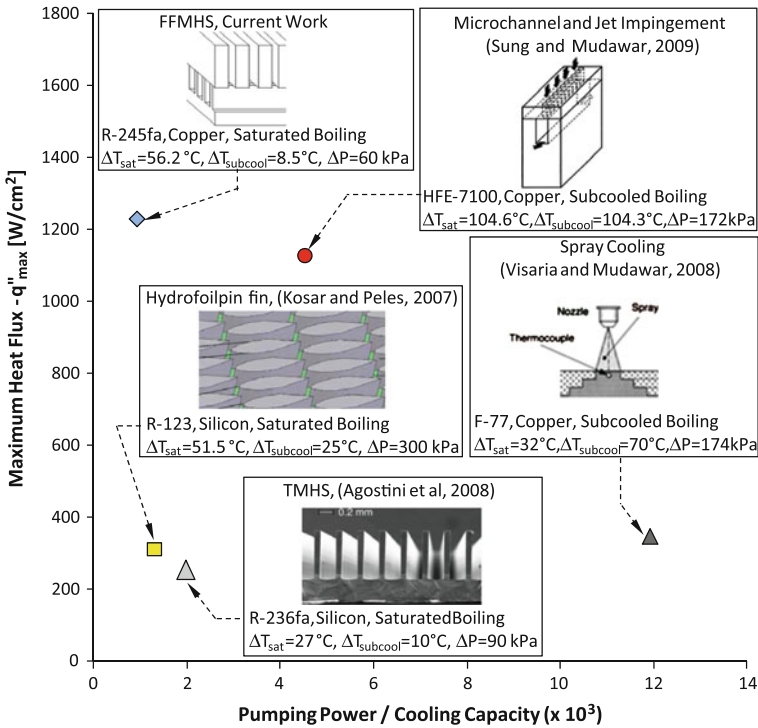 1800
1600
1400
1200
1000
800
600
400
200
0
Maximum Heat Flux - q"max [W/cm²]
FFMHS, Current Work
R-245fa, Copper, Saturated Boiling
ΔTsat=56.2 °C, ΔTsubcool=8.5°C, ΔP=60 kPa
Microchannel and Jet Impingement
(Sung and Mudawar, 2009)
HFE-7100, Copper, Subcooled Boiling
ΔTsat=104.6°C, ΔTsubcool=104.3°C, ΔP=172kPa
Hydrofoilpin fin, (Kosar and Peles, 2007)
R-123, Silicon, Saturated Boiling
ΔTsat=51.5 °C, ΔTsubcool=25°C, ΔP=300 kPa
Spray Cooling
(Visaria and Mudawar, 2008)
Nozzle
Spray
Thermocouple
F-77, Copper, Subcooled Boiling
ΔTsat=32°C, ΔTsubcool=70°C, ΔP=174kPa
TMHS, (Agostini et al, 2008)
0.2 mm
R-236fa, Silicon, SaturatedBoiling
ΔTsat=27 °C, ΔTsubcool=10°C, ΔP=90 kPa
0 2 4 6 8 10 12 14
Pumping Power / Cooling Capacity (x 10³)